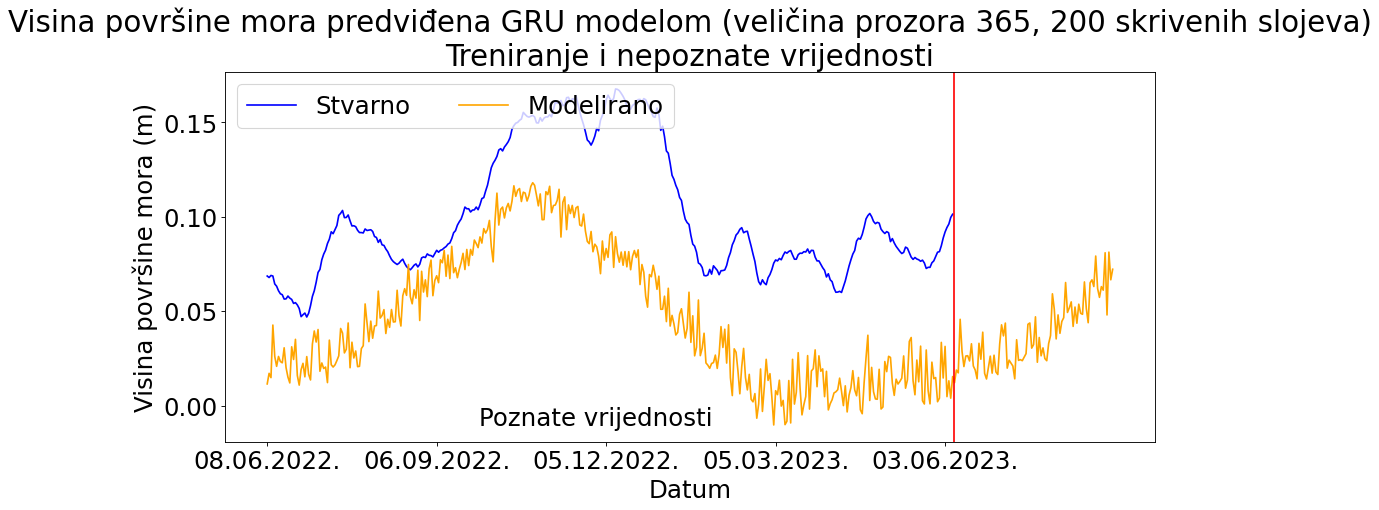 Visina površine mora predviđena GRU modelom (veličina prozora 365, 200 skrivenih slojeva)
Treniranje i nepoznate vrijednosti
Stvarno
Modelirano
Visina površine mora (m)
0.15
0.10
0.05
0.00
Poznate vrijednosti
08.06.2022.
06.09.2022.
05.12.2022.
05.03.2023.
03.06.2023.
Datum